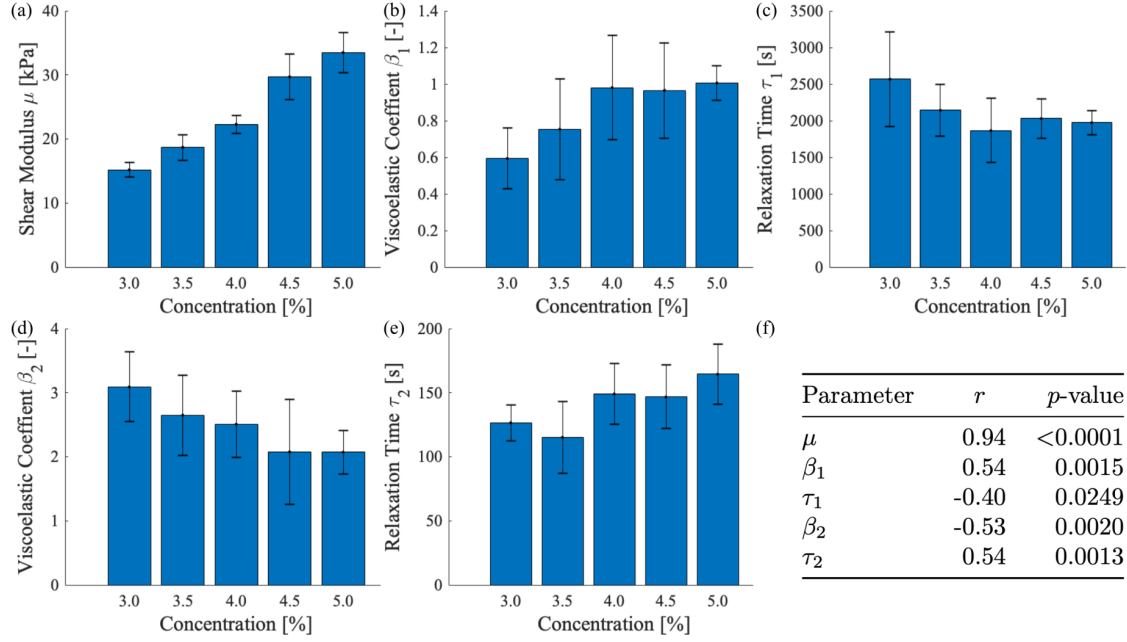 (a)
40
30
20
10
0
Shear Modulus μ [kPa]
3.0 3.5 4.0 4.5 5.0
Concentration [%]
(b)
1.4
1.2
1
0.8
0.6
0.4
0.2
0
Viscoelastic Coeffient β1 [-]
3.0 3.5 4.0 4.5 5.0
Concentration [%]
(c)
3500
3000
2500
2000
1500
1000
500
0
Relaxation Time τ1 [s]
3.0 3.5 4.0 4.5 5.0
Concentration [%]
(d)
4
3
2
1
0
Viscoelastic Coeffient β2 [-]
3.0 3.5 4.0 4.5 5.0
Concentration [%]
(e)
200
150
100
50
0
Relaxation Time τ2 [s]
3.0 3.5 4.0 4.5 5.0
Concentration [%]
(f)
Parameter r p-value
μ 0.94 <0.0001
β1 0.54 0.0015
τ1 -0.40 0.0249
β2 -0.53 0.0020
τ2 0.54 0.0013